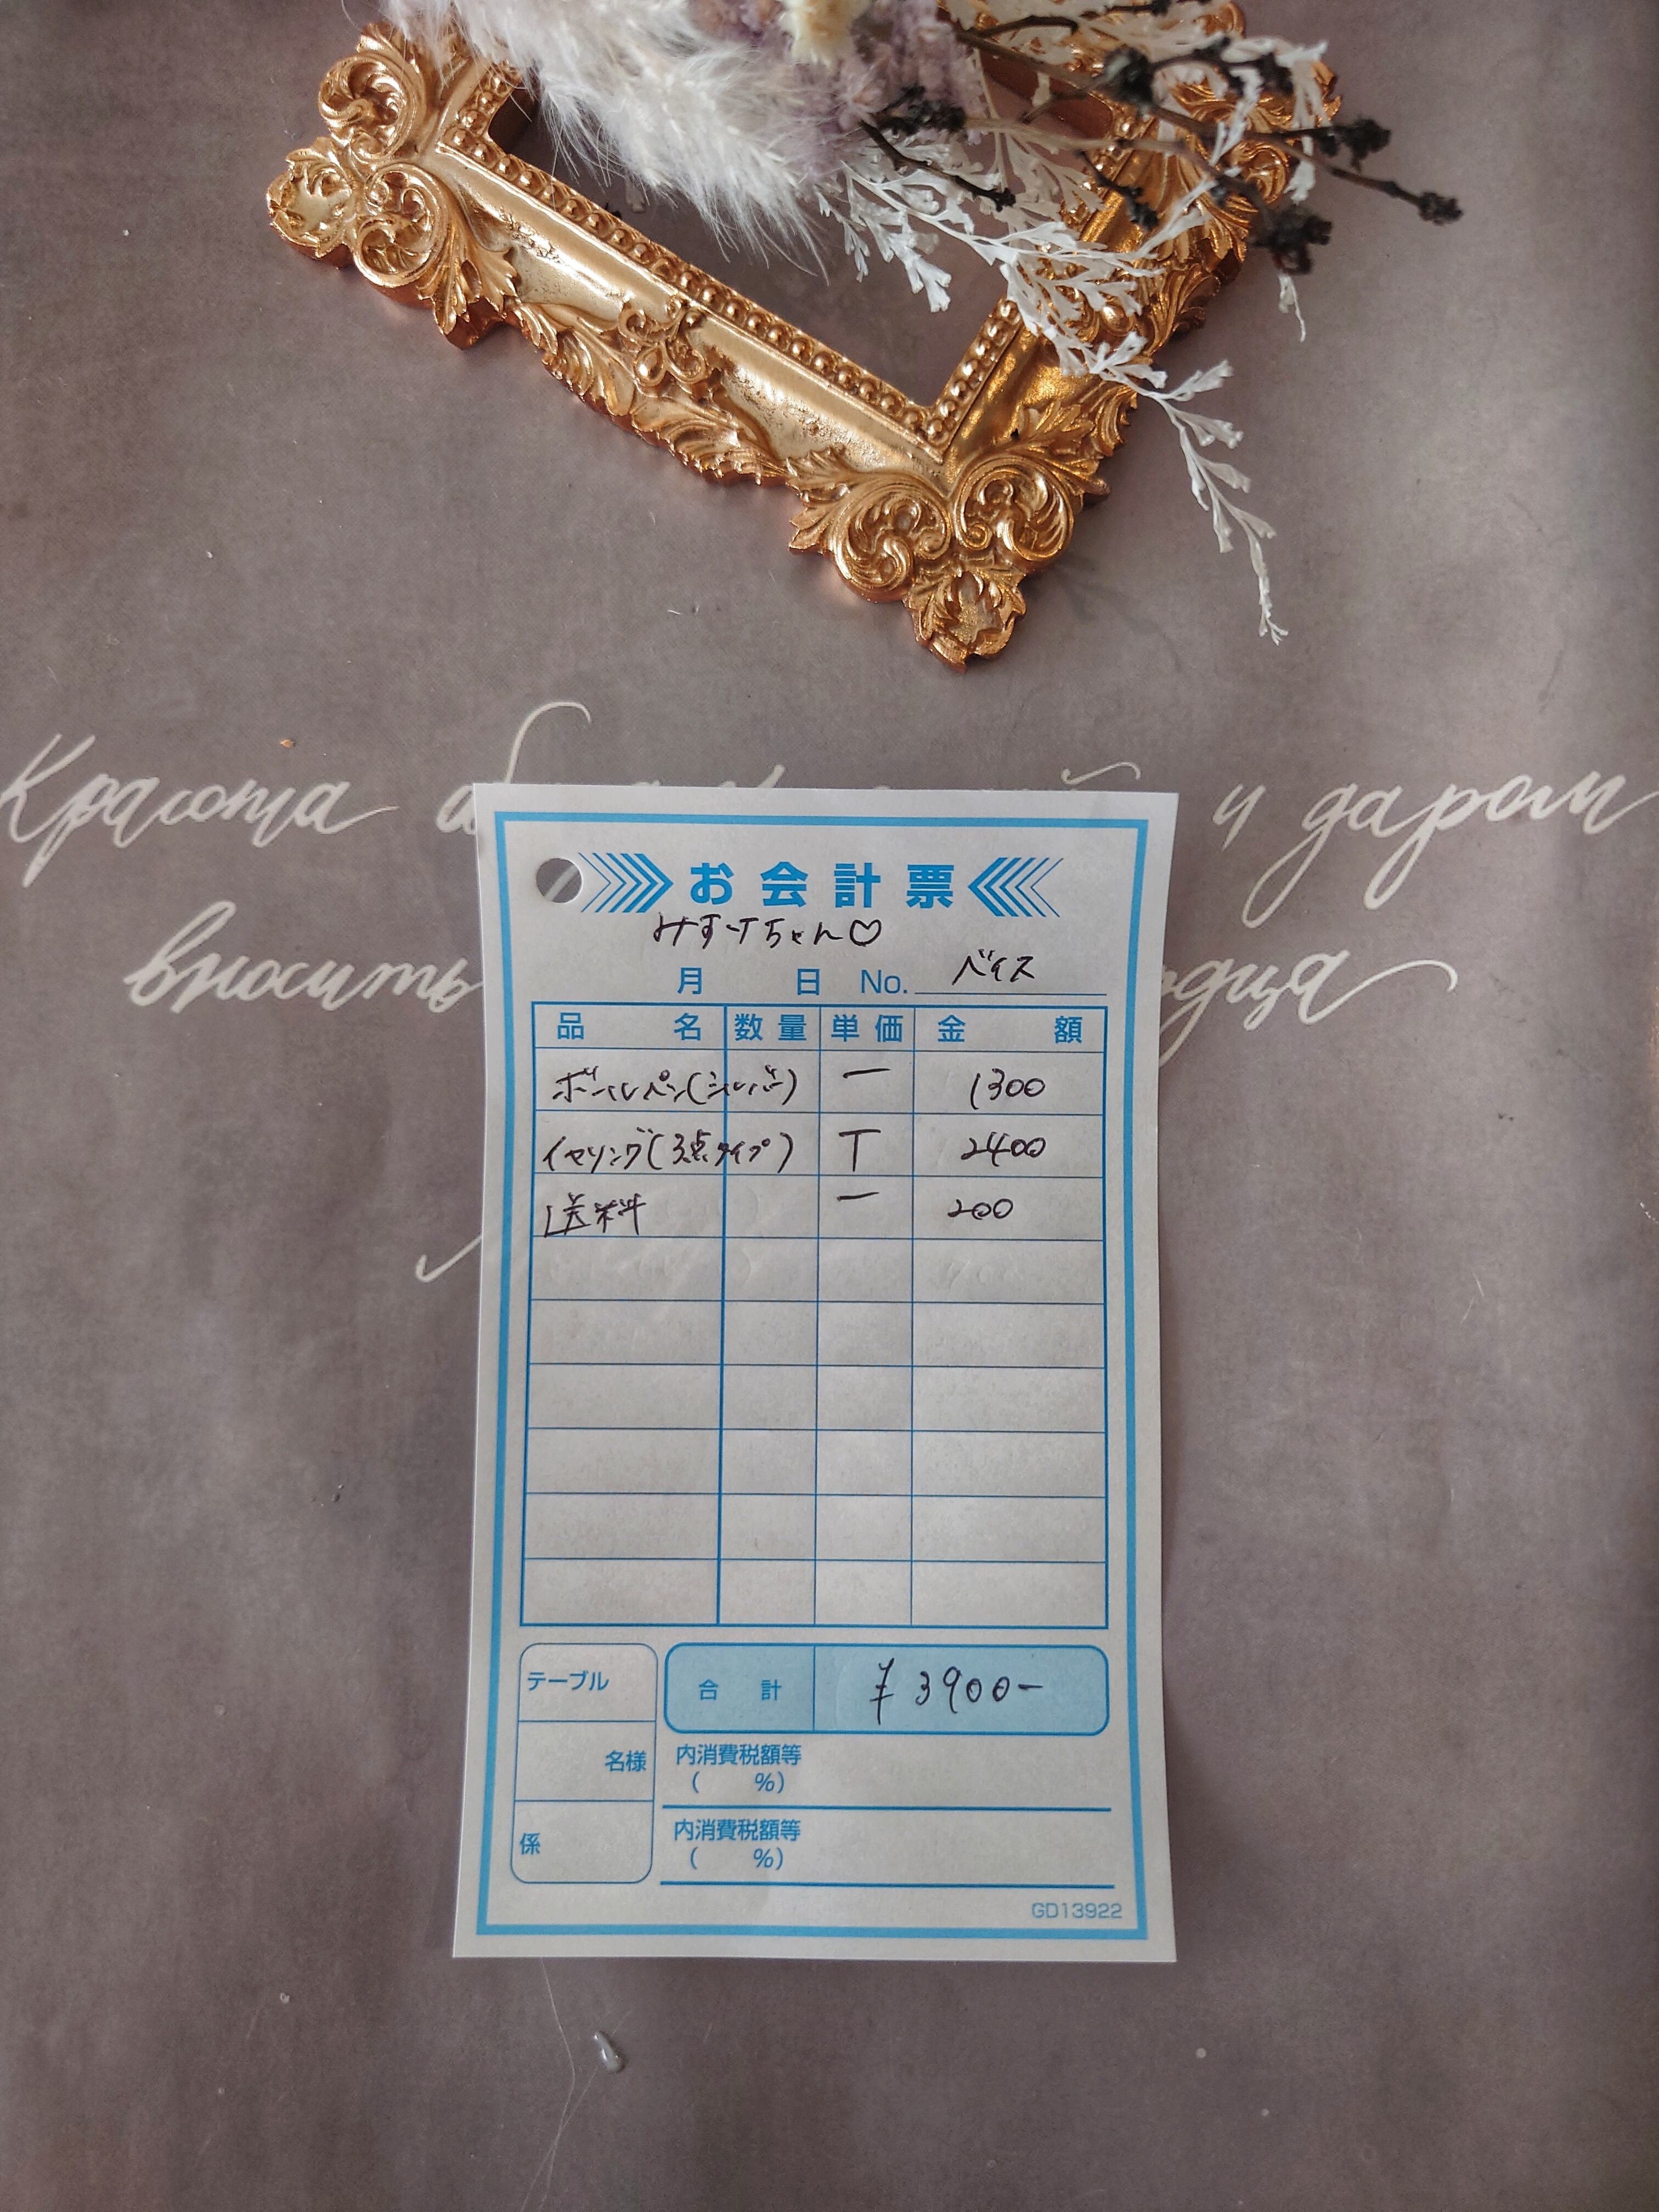 Красота а и даром
お会計票
みすけちゃん♡
вносить рдца
月 日 No. ベイス
品名 数量 単価 金額
ボールペン(シルバー) 一 1300
イヤリング(3点タイプ) T 2400
送料 一 200
テーブル
合計 ¥3900-
名様
内消費税額等
( %)
係
内消費税額等
( %)
GD13922